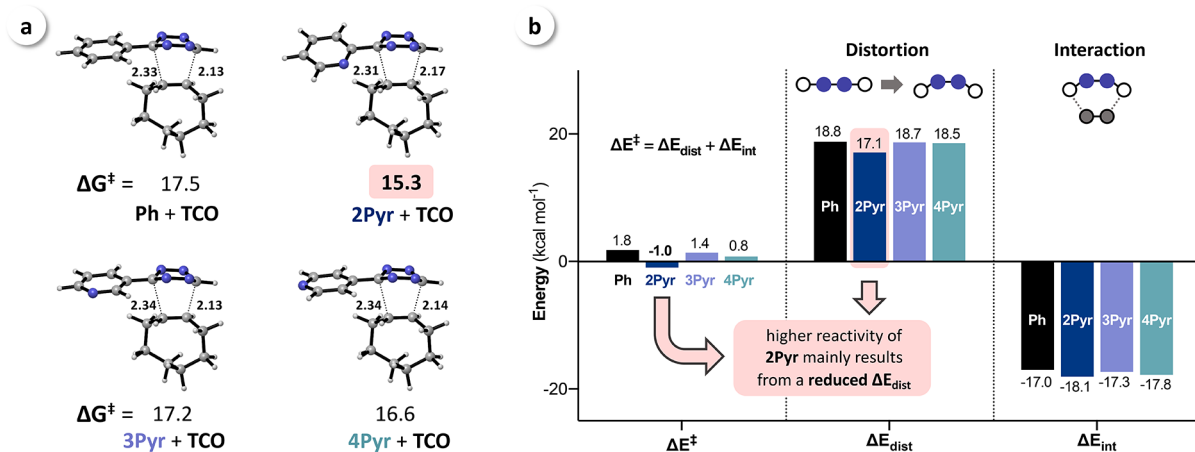 a
2.33
2.13
ΔG‡ = 17.5
Ph + TCO
2.31
2.17
15.3
2Pyr + TCO
2.34
2.13
ΔG‡ = 17.2
3Pyr + TCO
2.34
2.14
16.6
4Pyr + TCO
b
Distortion
Interaction
Energy (kcal mol⁻¹)
20
0
-20
ΔE‡ = ΔEdist + ΔEint
1.8
-1.0
1.4
0.8
Ph
2Pyr
3Pyr
4Pyr
18.8
17.1
18.7
18.5
Ph
2Pyr
3Pyr
4Pyr
Ph
2Pyr
3Pyr
4Pyr
-17.0
-18.1
-17.3
-17.8
higher reactivity of
2Pyr mainly results
from a reduced ΔEdist
ΔE‡
ΔEdist
ΔEint